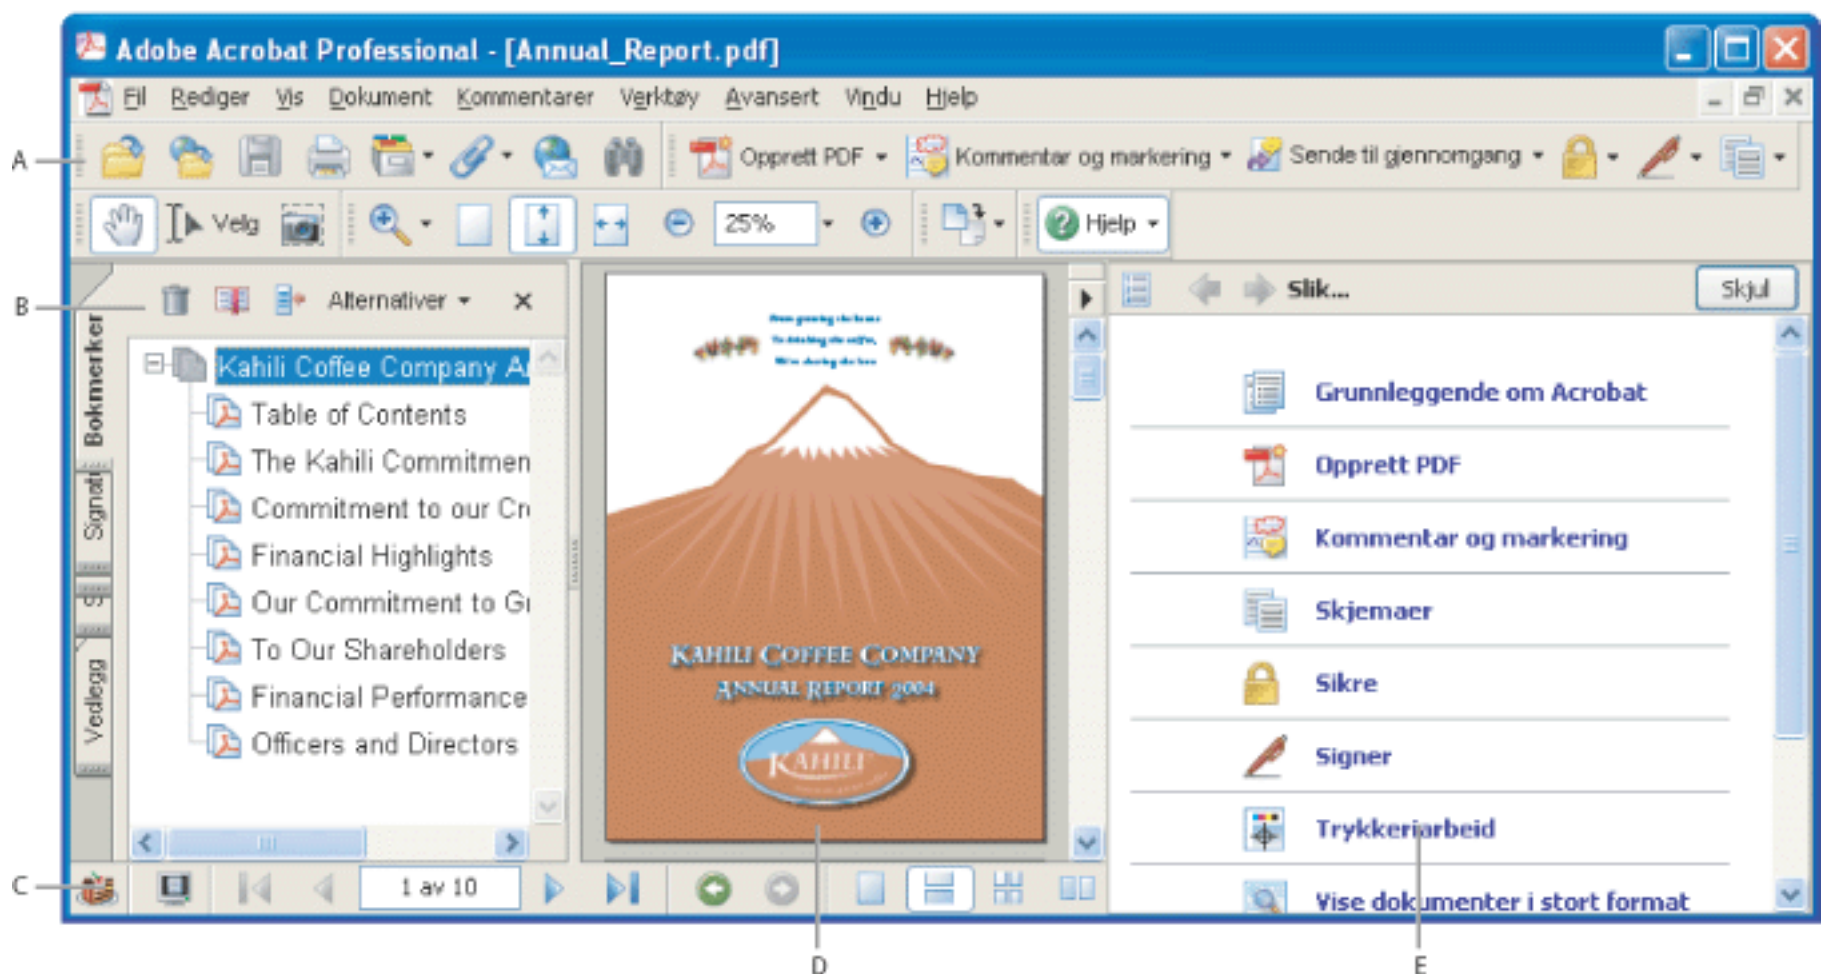 Adobe Acrobat Professional - [Annual_Report.pdf]
Fil Rediger Vis Dokument Kommentarer Verktøy Avansert Vindu Hjelp
A
Opprett PDF Kommentar og markering Sende til gjennomgang
Velg 25% Hjelp
B
Alternativer
Slik... Skjul
Bokmerker
Signat
S
Vedlegg
Kahili Coffee Company A
Table of Contents
The Kahili Commitmen
Commitment to our Cr
Financial Highlights
Our Commitment to G
To Our Shareholders
Financial Performance
Officers and Directors
KAHILI COFFEE COMPANY
ANNUAL REPORT 2004
KAHILI
Grunnleggende om Acrobat
Opprett PDF
Kommentar og markering
Skjemaer
Sikre
Signer
Trykkeriarbeid
Vise dokumenter i stort format
C
1 av 10
D
E